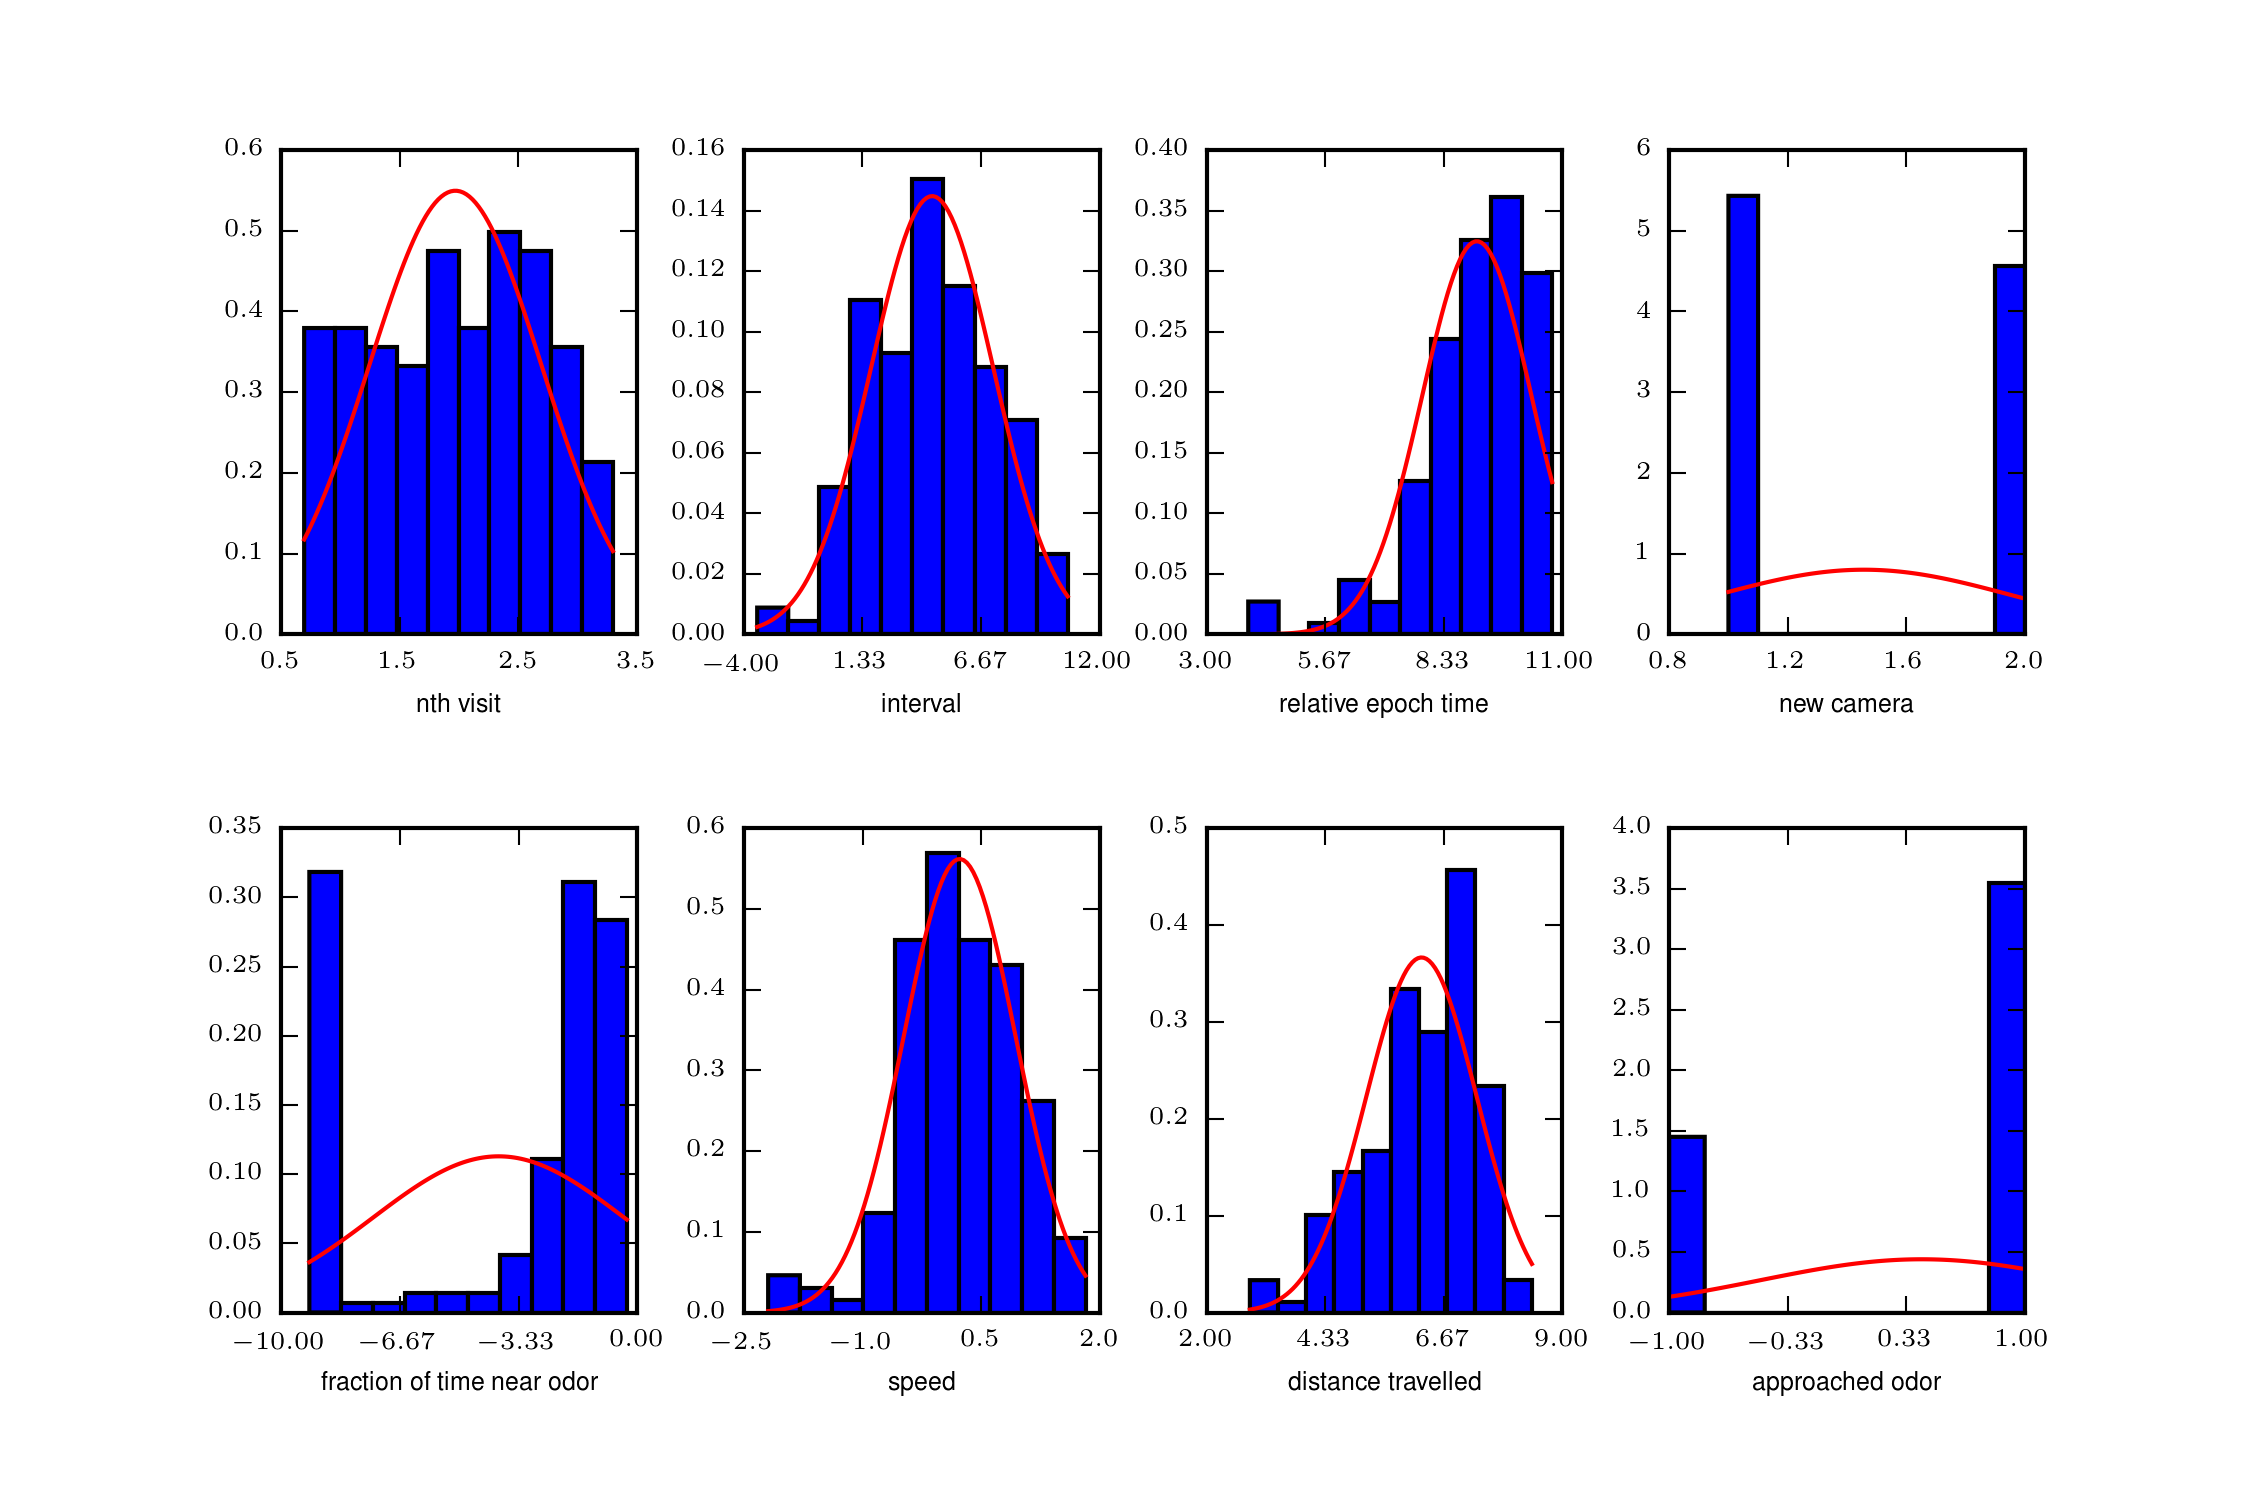 0.6 0.5 0.4 0.3 0.2 0.1 0.0
0.5 1.5 2.5 3.5
nth visit
0.16 0.14 0.12 0.10 0.08 0.06 0.04 0.02 0.00
−4.00 1.33 6.67 12.00
interval
0.40 0.35 0.30 0.25 0.20 0.15 0.10 0.05 0.00
3.00 5.67 8.33 11.00
relative epoch time
6 5 4 3 2 1 0
0.8 1.2 1.6 2.0
new camera
0.35 0.30 0.25 0.20 0.15 0.10 0.05 0.00
−10.00 −6.67 −3.33 0.00
fraction of time near odor
0.6 0.5 0.4 0.3 0.2 0.1 0.0
−2.5 −1.0 0.5 2.0
speed
0.5 0.4 0.3 0.2 0.1 0.0
2.00 4.33 6.67 9.00
distance travelled
4.0 3.5 3.0 2.5 2.0 1.5 1.0 0.5 0.0
−1.00 −0.33 0.33 1.00
approached odor